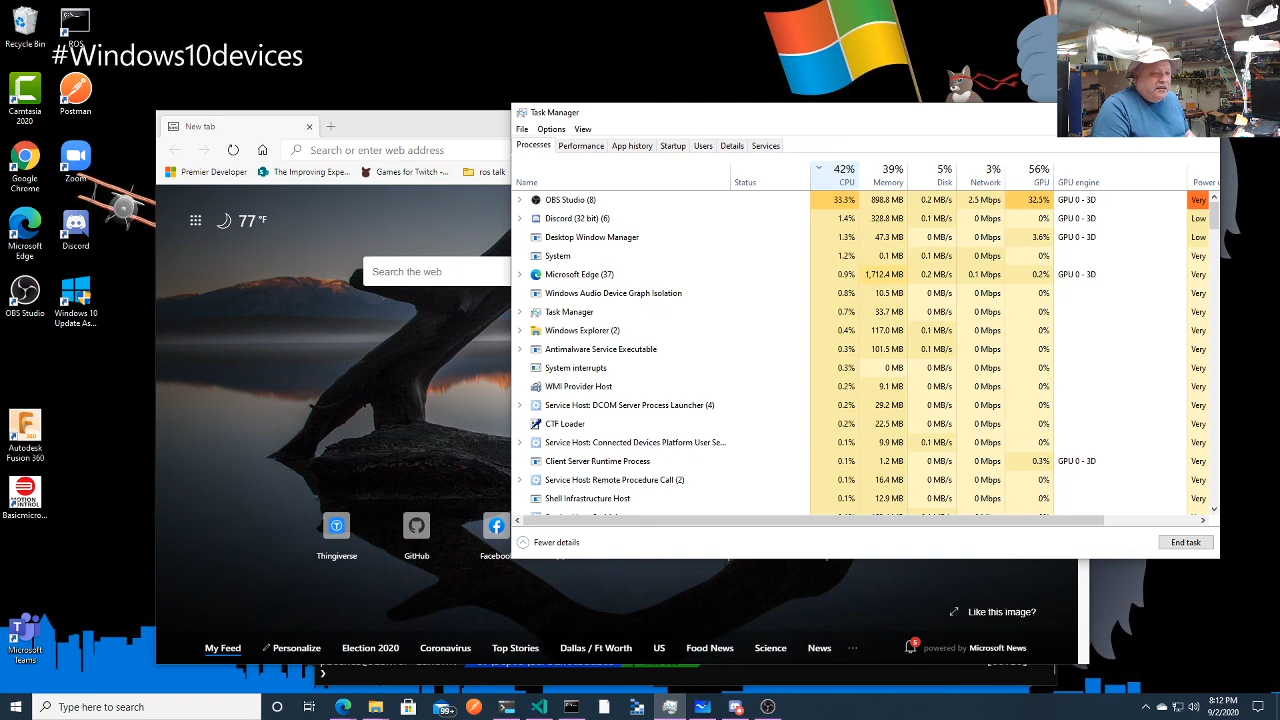 Recycle Bin
ROS
#Windows10devices
Camtasia
2020
Postman
Google
Chrome
Zoom
Microsoft
Edge
Discord
OBS Studio
Windows 10
Update As...
Autodesk
Fusion 360
Basicmicro...
Microsoft
Teams
New tab
Search or enter web address
Premier Developer
The Improving Expe...
Games for Twitch -...
ros talk
77 °F
Search the web
Thingiverse
GitHub
Like this image?
My Feed
Personalize
Election 2020
Coronavirus
Top Stories
Dallas / Ft Worth
US
Food News
Science
News
...
5
powered by Microsoft News
Task Manager
File Options View
Processes Performance App history Startup Users Details Services
42% 39% 5% 3% 56%
Name Status CPU Memory Disk Network GPU GPU engine Power u
OBS Studio (8) 33.3% 898.8 MB 0.2 MB/s 2.5 Mbps 32.5% GPU 0 - 3D Very
Discord (32 bit) (6) 1.4% 328.8 MB 0.1 MB/s 0 Mbps 0% GPU 0 - 3D Low
Desktop Window Manager 1.3% 47.3 MB 0 MB/s 0 Mbps 3.6% GPU 0 - 3D Low
System 1.2% 0.1 MB 0.1 MB/s 0 Mbps 0% Very
Microsoft Edge (37) 0.9% 1,712.4 MB 0.2 MB/s 0.1 Mbps 0.2% GPU 0 - 3D Very
Windows Audio Device Graph Isolation 0.8% 10.5 MB 0 MB/s 0 Mbps 0% Very
Task Manager 0.7% 33.7 MB 0 MB/s 0 Mbps 0% Very
Windows Explorer (2) 0.4% 117.0 MB 0.1 MB/s 0 Mbps 0% Very
Antimalware Service Executable 0.3% 101.5 MB 0.1 MB/s 0 Mbps 0% Very
System interrupts 0.3% 0 MB 0 MB/s 0 Mbps 0% Very
WMI Provider Host 0.2% 9.1 MB 0 MB/s 0 Mbps 0% Very
Service Host: DCOM Server Process Launcher (4) 0.2% 29.2 MB 0 MB/s 0 Mbps 0% Very
CTF Loader 0.2% 22.5 MB 0 MB/s 0 Mbps 0% Very
Service Host: Connected Devices Platform User Se... 0.1% 9.9 MB 0.1 MB/s 0 Mbps 0% Very
Client Server Runtime Process 0.1% 1.2 MB 0 MB/s 0 Mbps 0.3% GPU 0 - 3D Very
Service Host: Remote Procedure Call (2) 0.1% 16.4 MB 0 MB/s 0 Mbps 0% Very
Shell Infrastructure Host 0.1% 12.9 MB 0 MB/s 0 Mbps 0% Very
Fewer details
End task
Type here to search
99+
8:12 PM
9/2/2020